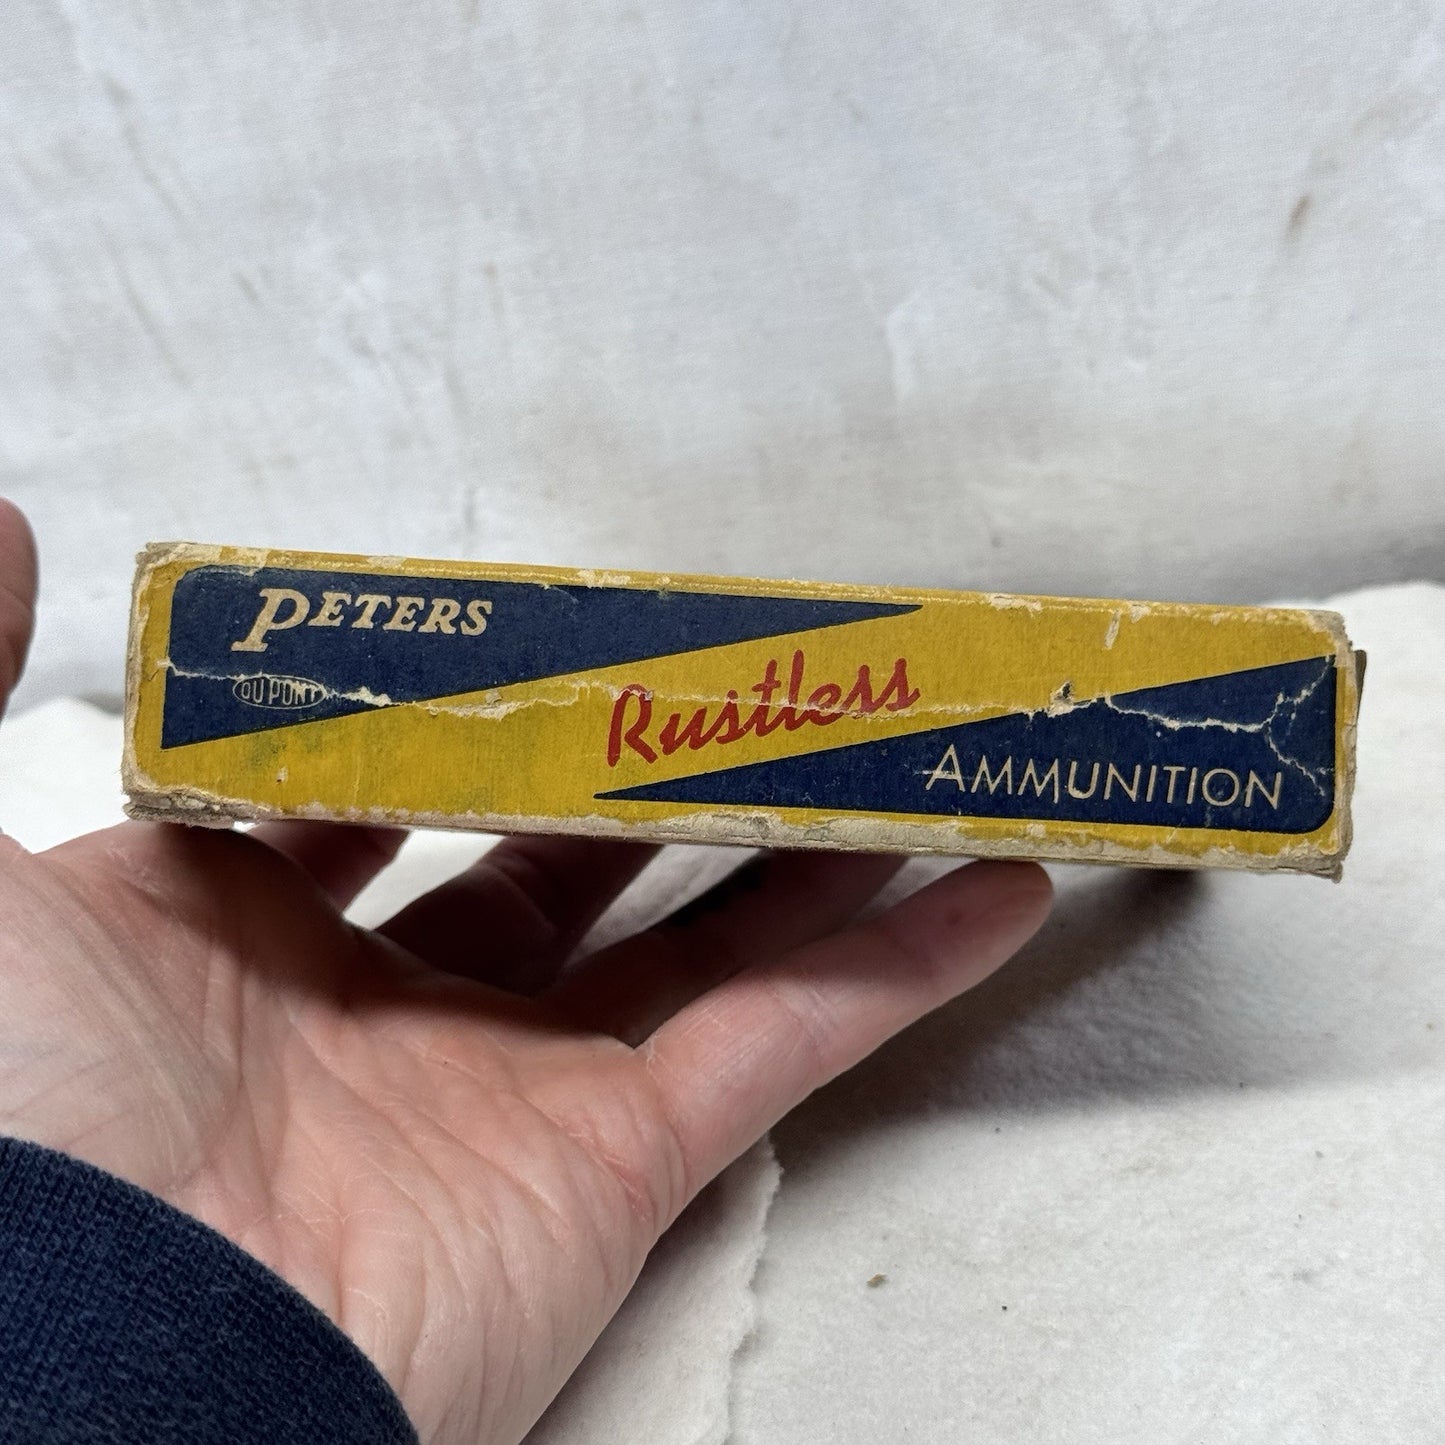 PETERS
DU PONT
Rustless
AMMUNITION